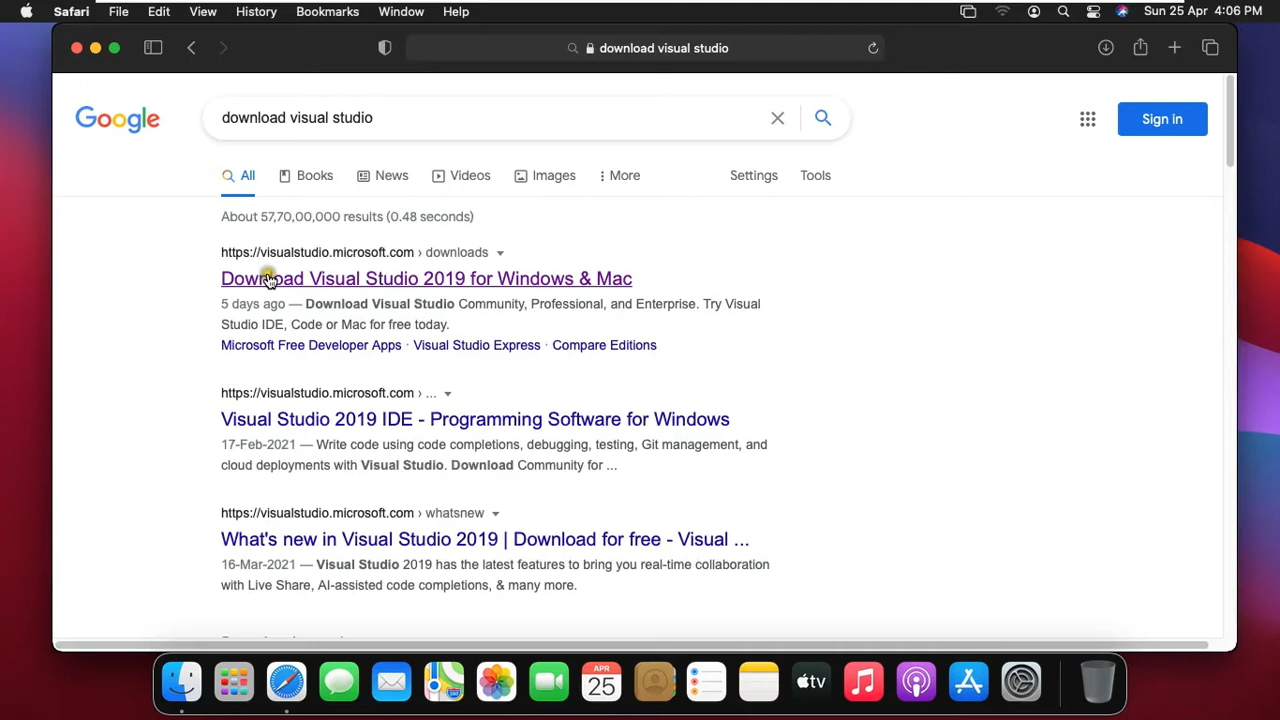 Safari File Edit View History Bookmarks Window Help Sun 25 Apr 4:06 PM
download visual studio
Google download visual studio Sign in
All Books News Videos Images More Settings Tools
About 57,70,00,000 results (0.48 seconds)
https://visualstudio.microsoft.com › downloads
Download Visual Studio 2019 for Windows & Mac
5 days ago — Download Visual Studio Community, Professional, and Enterprise. Try Visual
Studio IDE, Code or Mac for free today.
Microsoft Free Developer Apps · Visual Studio Express · Compare Editions
https://visualstudio.microsoft.com › ...
Visual Studio 2019 IDE - Programming Software for Windows
17-Feb-2021 — Write code using code completions, debugging, testing, Git management, and
cloud deployments with Visual Studio. Download Community for ...
https://visualstudio.microsoft.com › whatsnew
What's new in Visual Studio 2019 | Download for free - Visual ...
16-Mar-2021 — Visual Studio 2019 has the latest features to bring you real-time collaboration
with Live Share, AI-assisted code completions, & many more.
APR
25
tv